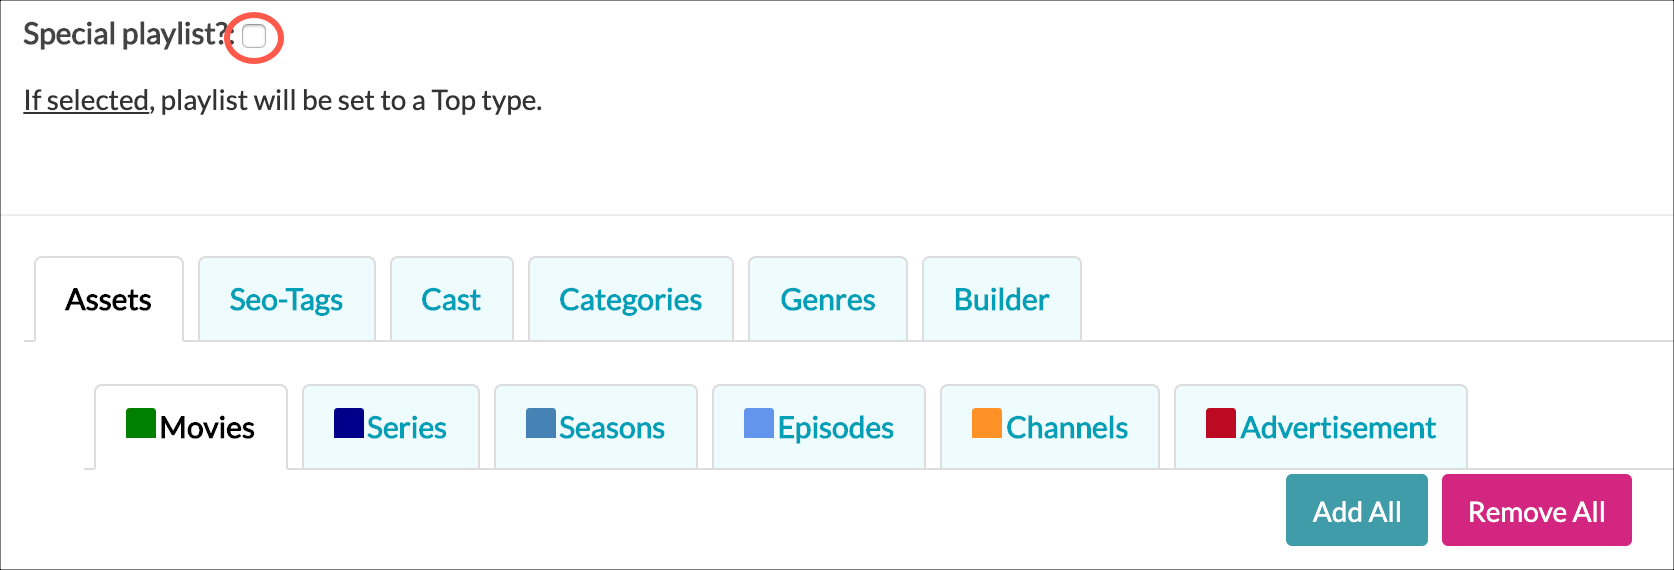 Special playlist?:
If selected, playlist will be set to a Top type.
Assets Seo-Tags Cast Categories Genres Builder
Movies Series Seasons Episodes Channels Advertisement
Add All Remove All